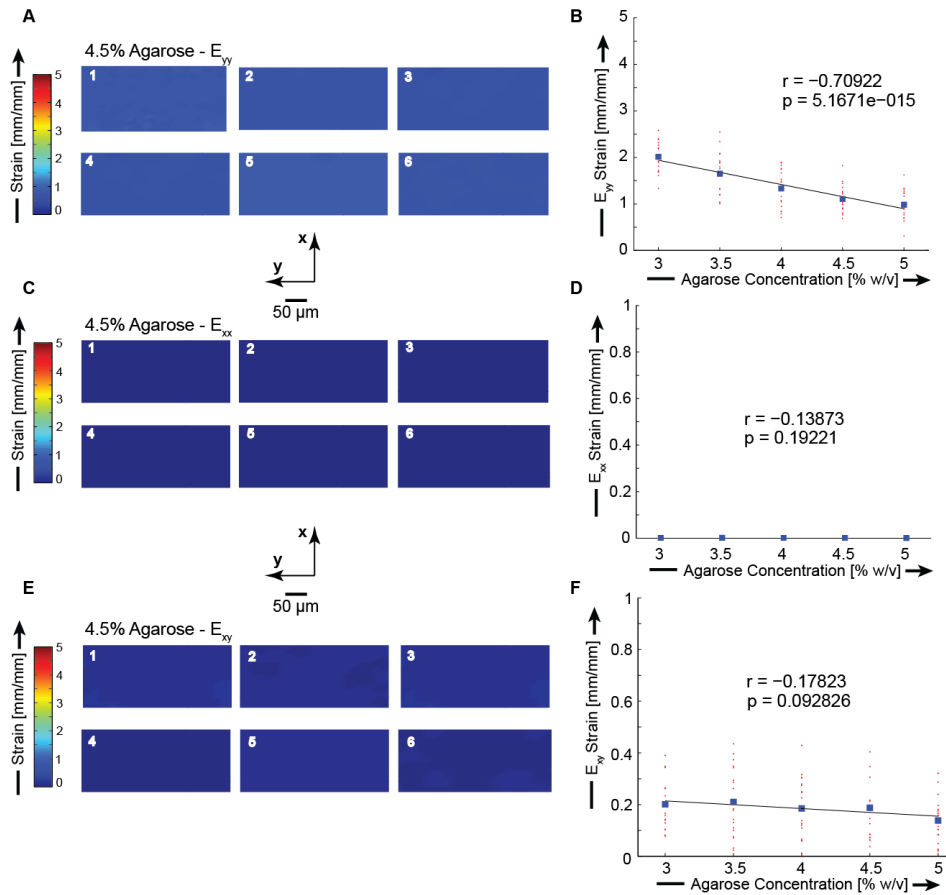 A
4.5% Agarose - Eyy
Strain [mm/mm]
5
4
3
2
1
0
1
2
3
4
5
6
x
y
50 µm
B
5
4
3
2
1
0
Eyy Strain [mm/mm]
r = −0.70922
p = 5.1671e−015
3 3.5 4 4.5 5
Agarose Concentration [% w/v]
C
4.5% Agarose - Exx
Strain [mm/mm]
5
4
3
2
1
0
1
2
3
4
5
6
x
y
50 µm
D
1
0.8
0.6
0.4
0.2
0
Exx Strain [mm/mm]
r = −0.13873
p = 0.19221
3 3.5 4 4.5 5
Agarose Concentration [% w/v]
E
4.5% Agarose - Exy
Strain [mm/mm]
5
4
3
2
1
0
1
2
3
4
5
6
F
1
0.8
0.6
0.4
0.2
0
Exy Strain [mm/mm]
r = −0.17823
p = 0.092826
3 3.5 4 4.5 5
Agarose Concentration [% w/v]